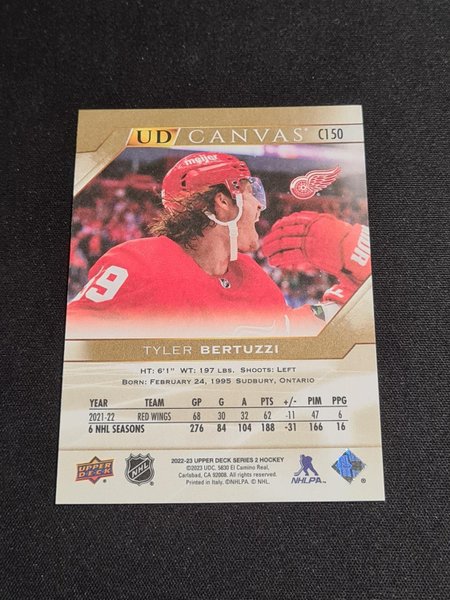 UD CANVAS® C150
meijer
59
TYLER BERTUZZI
HT: 6'1" WT: 197 LBS. SHOOTS: LEFT
BORN: FEBRUARY 24, 1995 SUDBURY, ONTARIO
YEAR TEAM GP G A PTS +/- PIM PPG
2021-22 RED WINGS 68 30 32 62 -11 47 6
6 NHL SEASONS 276 84 104 188 -31 166 16
2022-23 UPPER DECK SERIES 2 HOCKEY
©2023 UDC, 5830 El Camino Real,
Carlsbad, CA 92008. All rights reserved.
Printed in Italy. ©NHLPA. © NHL.
UPPER DECK
NHL
NHLPA™